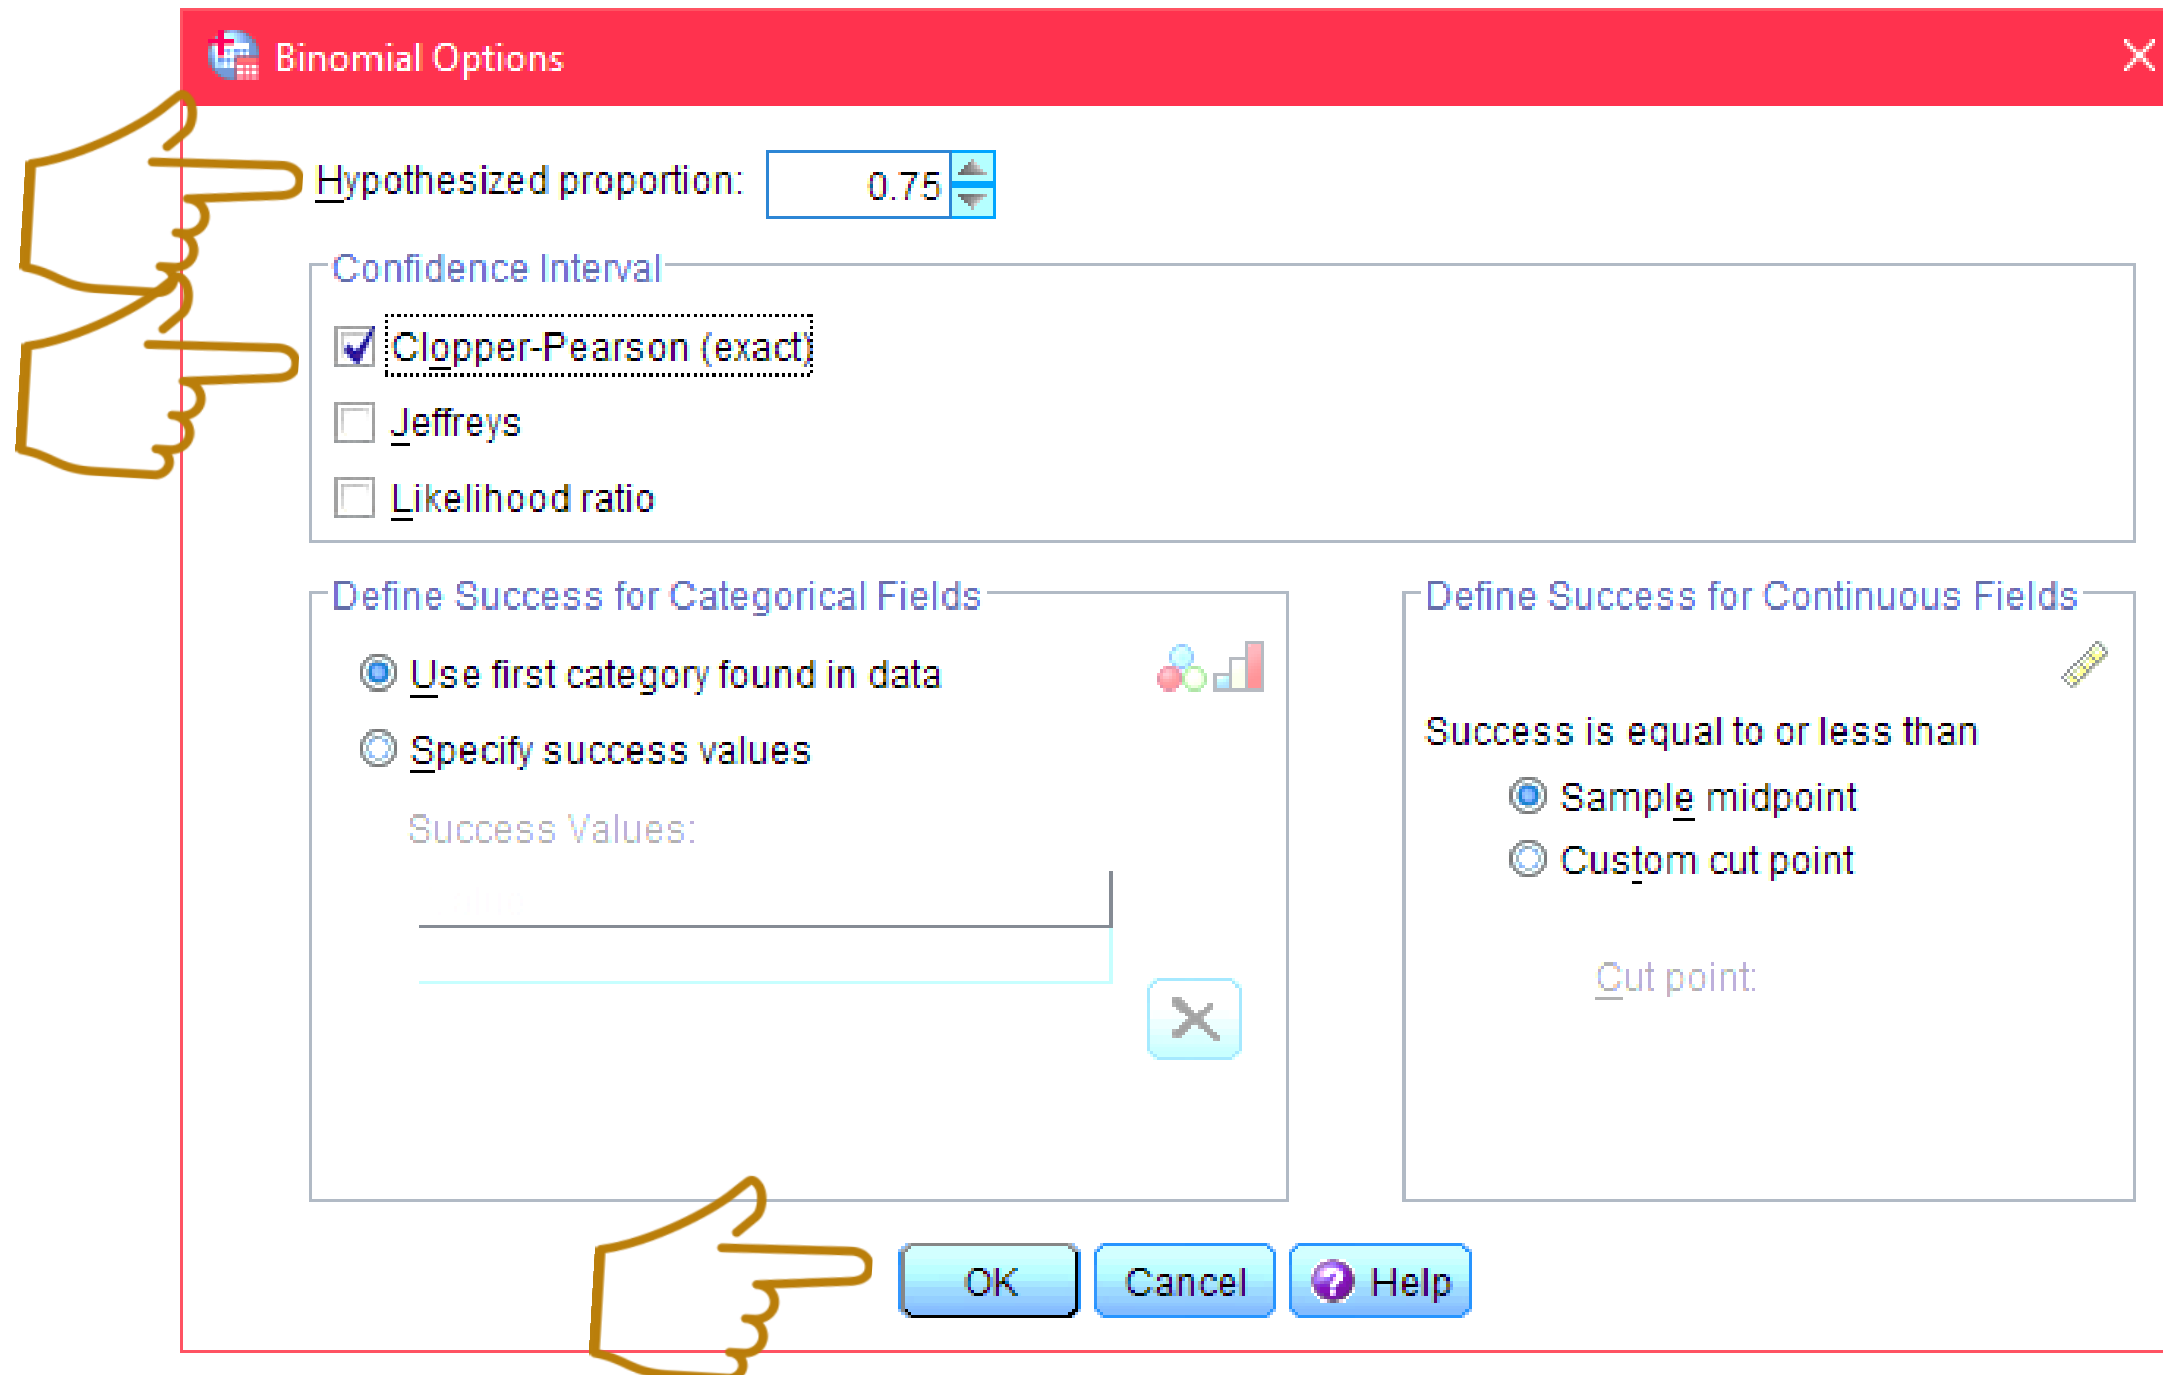 Binomial Options
Hypothesized proportion: 0.75
Confidence Interval
Clopper-Pearson (exact)
Jeffreys
Likelihood ratio
Define Success for Categorical Fields
Use first category found in data
Specify success values
Success Values:
Define Success for Continuous Fields
Success is equal to or less than
Sample midpoint
Custom cut point
Cut point:
OK Cancel Help